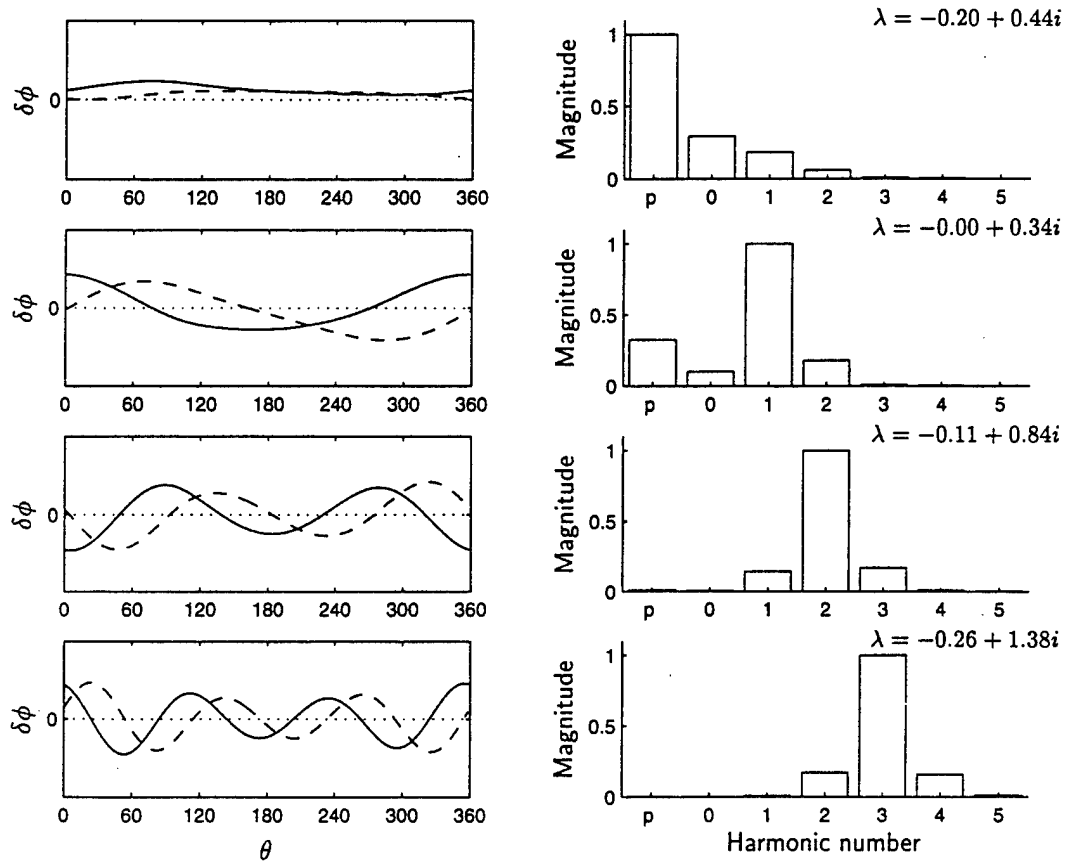 λ = −0.20 + 0.44i
δϕ
0
0 60 120 180 240 300 360
Magnitude
1
0.5
0
p 0 1 2 3 4 5
λ = −0.00 + 0.34i
δϕ
0
0 60 120 180 240 300 360
Magnitude
1
0.5
0
p 0 1 2 3 4 5
λ = −0.11 + 0.84i
δϕ
0
0 60 120 180 240 300 360
Magnitude
1
0.5
0
p 0 1 2 3 4 5
λ = −0.26 + 1.38i
δϕ
0
0 60 120 180 240 300 360
θ
Magnitude
1
0.5
0
p 0 1 2 3 4 5
Harmonic number